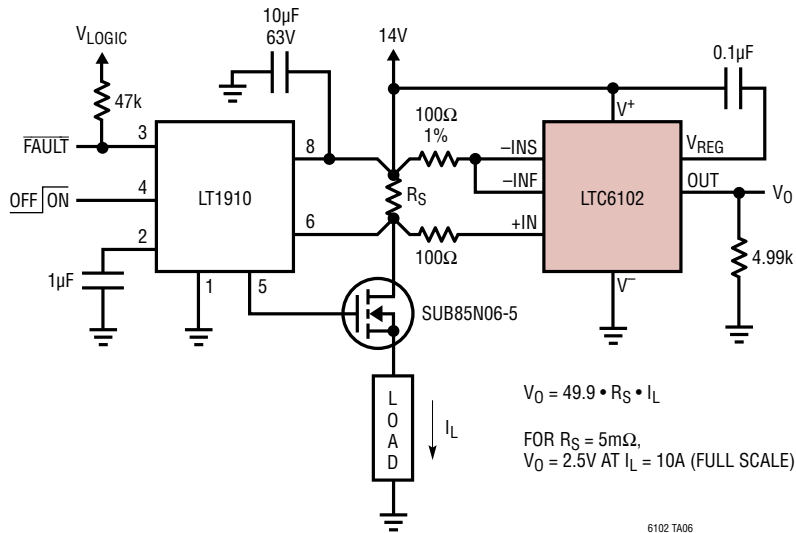 10µF
63V
VLOGIC
14V
0.1µF
47k
100Ω
1%
V+
FAULT
3
8
–INS
VREG
–INF
OUT
VO
OFF ON
4
LT1910
RS
LTC6102
2
6
+IN
4.99k
100Ω
1µF
1
5
V–
SUB85N06-5
LOAD
IL
VO = 49.9 • RS • IL
FOR RS = 5mΩ,
VO = 2.5V AT IL = 10A (FULL SCALE)
6102 TA06